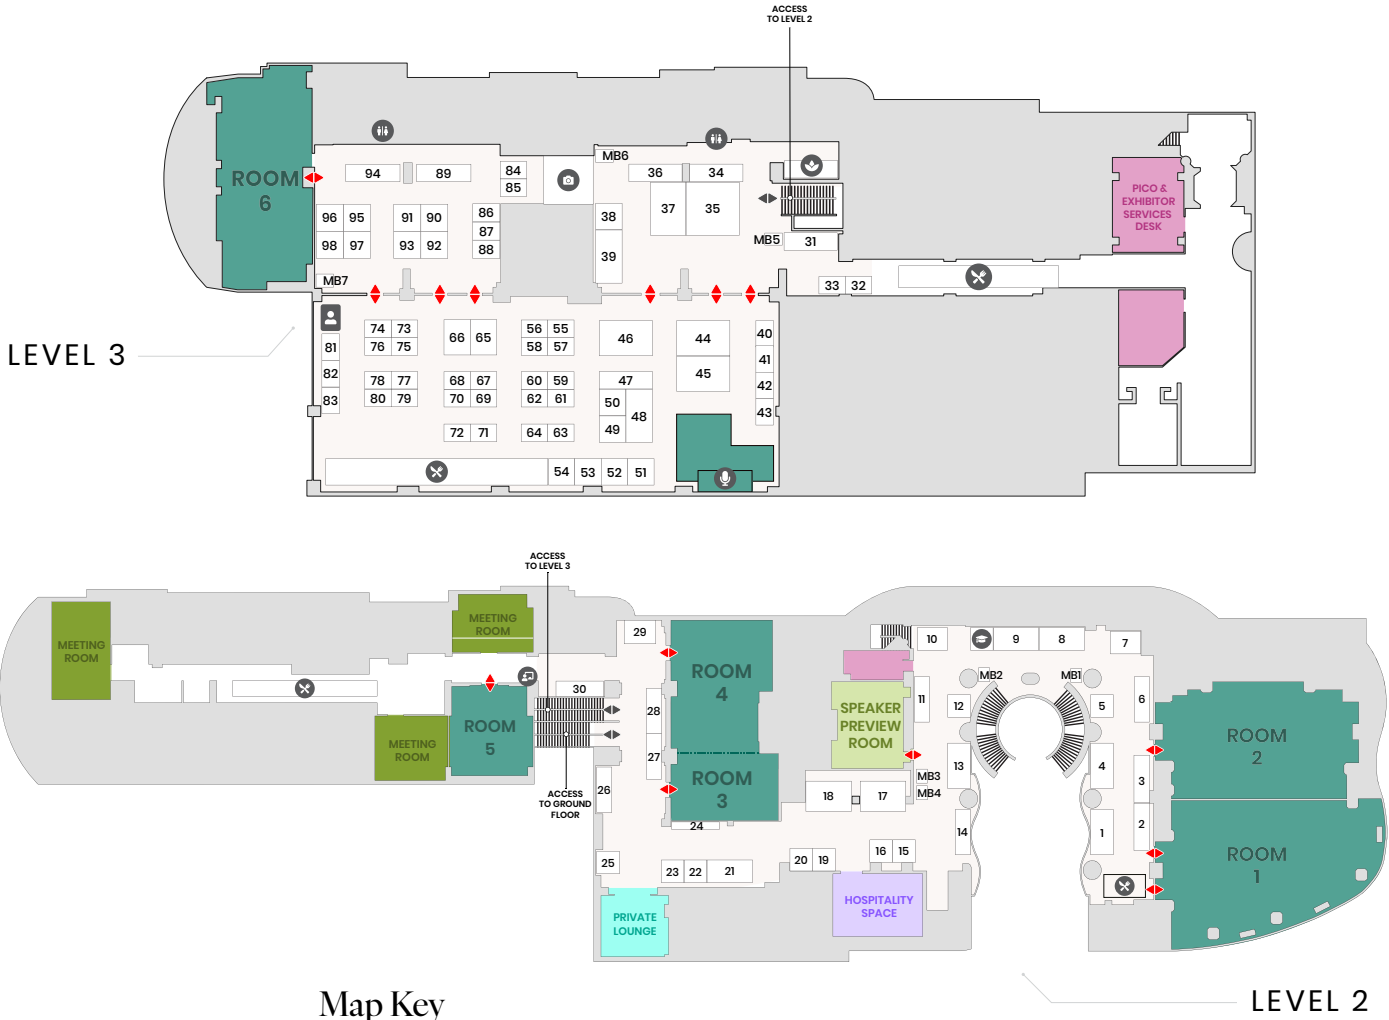 ACCESS
TO LEVEL 2
MB6
94
89
84
85
36
34
ROOM
6
PICO &
EXHIBITOR
SERVICES
DESK
96 95
91 90
86
87
88
98 97
93 92
38
37
35
39
MB5
31
MB7
33 32
LEVEL 3
74 73
76 75
66 65
56 55
58 57
46
44
40
81
41
82
45
42
83
43
78 77
80 79
68 67
70 69
60 59
62 61
47
50
48
49
72 71
64 63
54 53 52 51
ACCESS
TO LEVEL 3
MEETING
ROOM
MEETING
ROOM
29
ROOM
4
10
9
8
7
MB2
MB1
30
28
11
12
5
6
SPEAKER
PREVIEW
ROOM
ROOM
5
MEETING
ROOM
27
ROOM
3
ROOM
2
13
4
3
MB3
MB4
26
ACCESS
TO GROUND
FLOOR
18
17
24
14
1
2
16 15
20 19
25
23 22 21
ROOM
1
PRIVATE
LOUNGE
HOSPITALITY
SPACE
Map Key
LEVEL 2